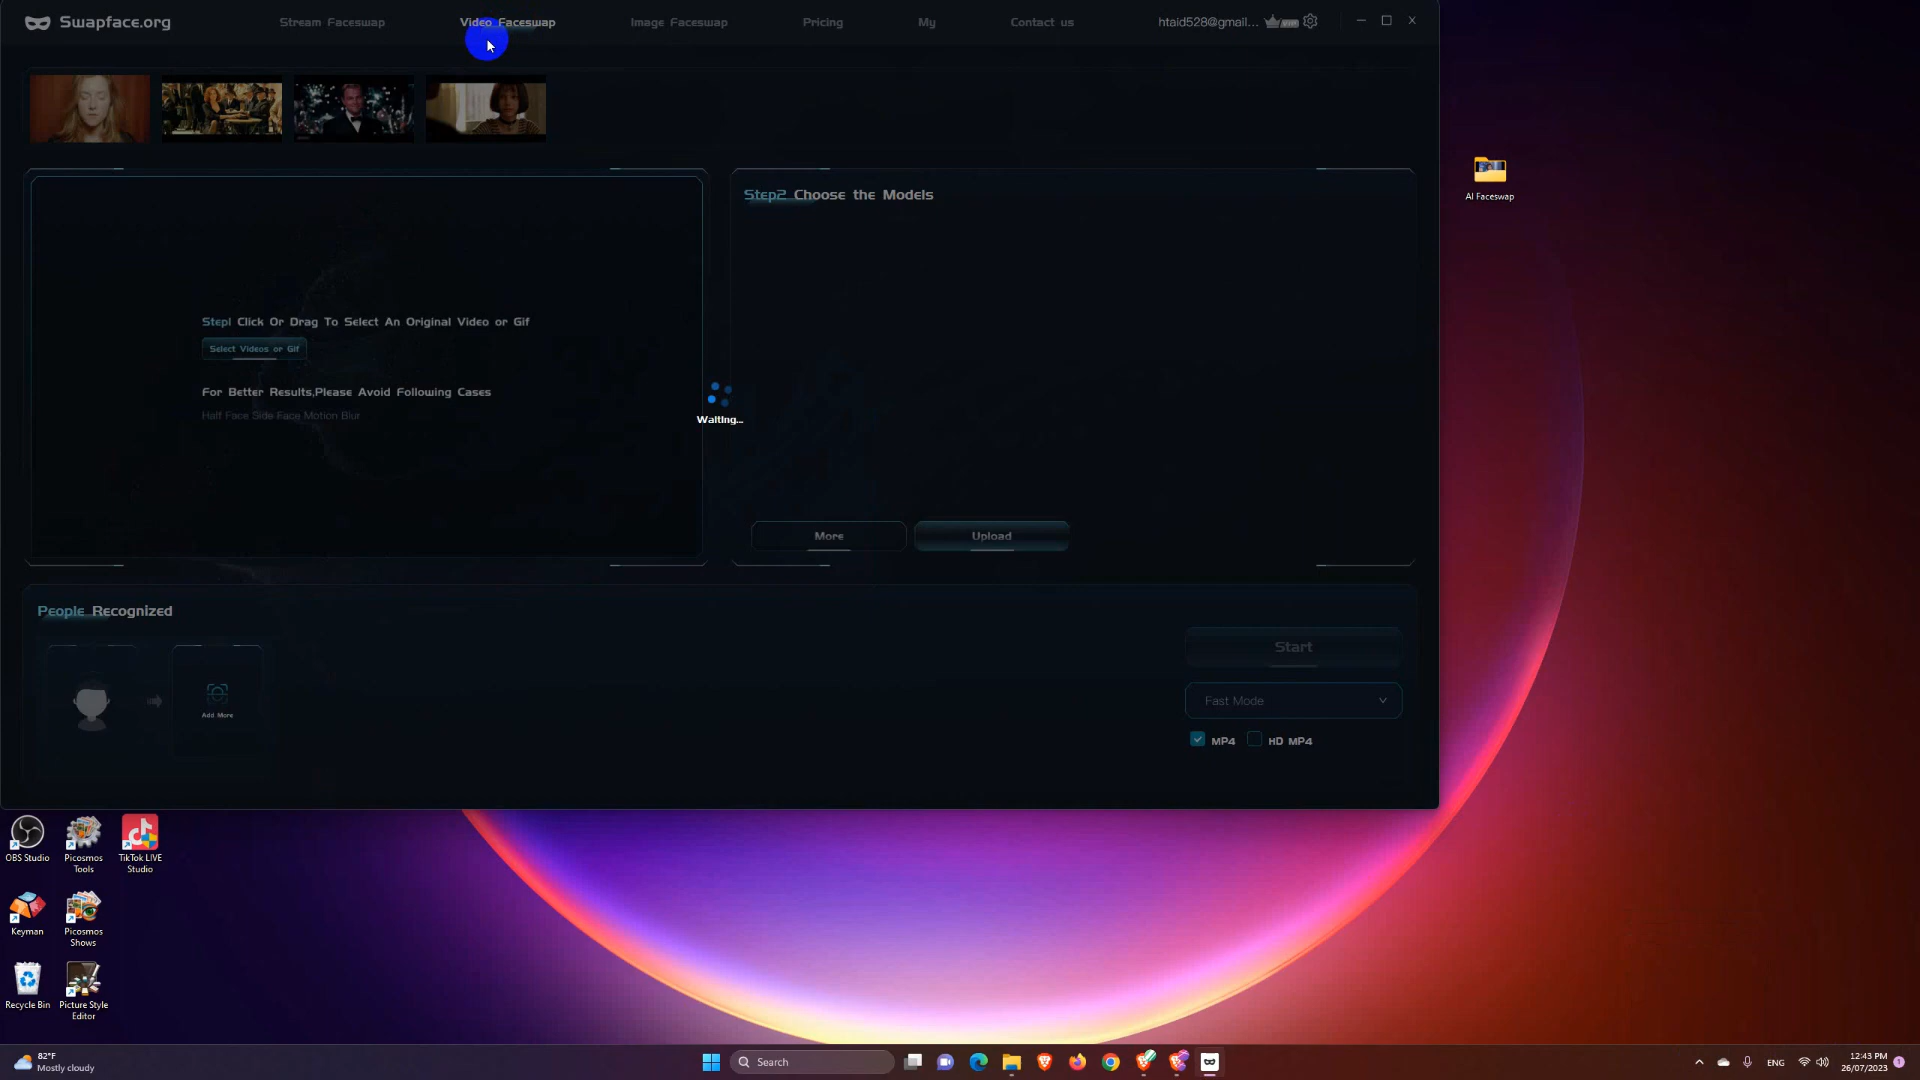 Swapface.org
Stream Faceswap
Video Faceswap
Image Faceswap
Pricing
My
Contact us
htaid528@gmail...
Step1 Click Or Drag To Select An Original Video or Gif
Select Videos or Gif
For Better Results,Please Avoid Following Cases
Half Face Side Face Motion Blur
Waiting...
Step2 Choose the Models
More
Upload
People Recognized
Add More
Start
Fast Mode
MP4
HD MP4
AI Faceswap
OBS Studio
Picosmos
Tools
TikTok LIVE
Studio
Keyman
Picosmos
Shows
Recycle Bin
Picture Style
Editor
82°F
Mostly cloudy
Search
ENG
12:43 PM
26/07/2023
1